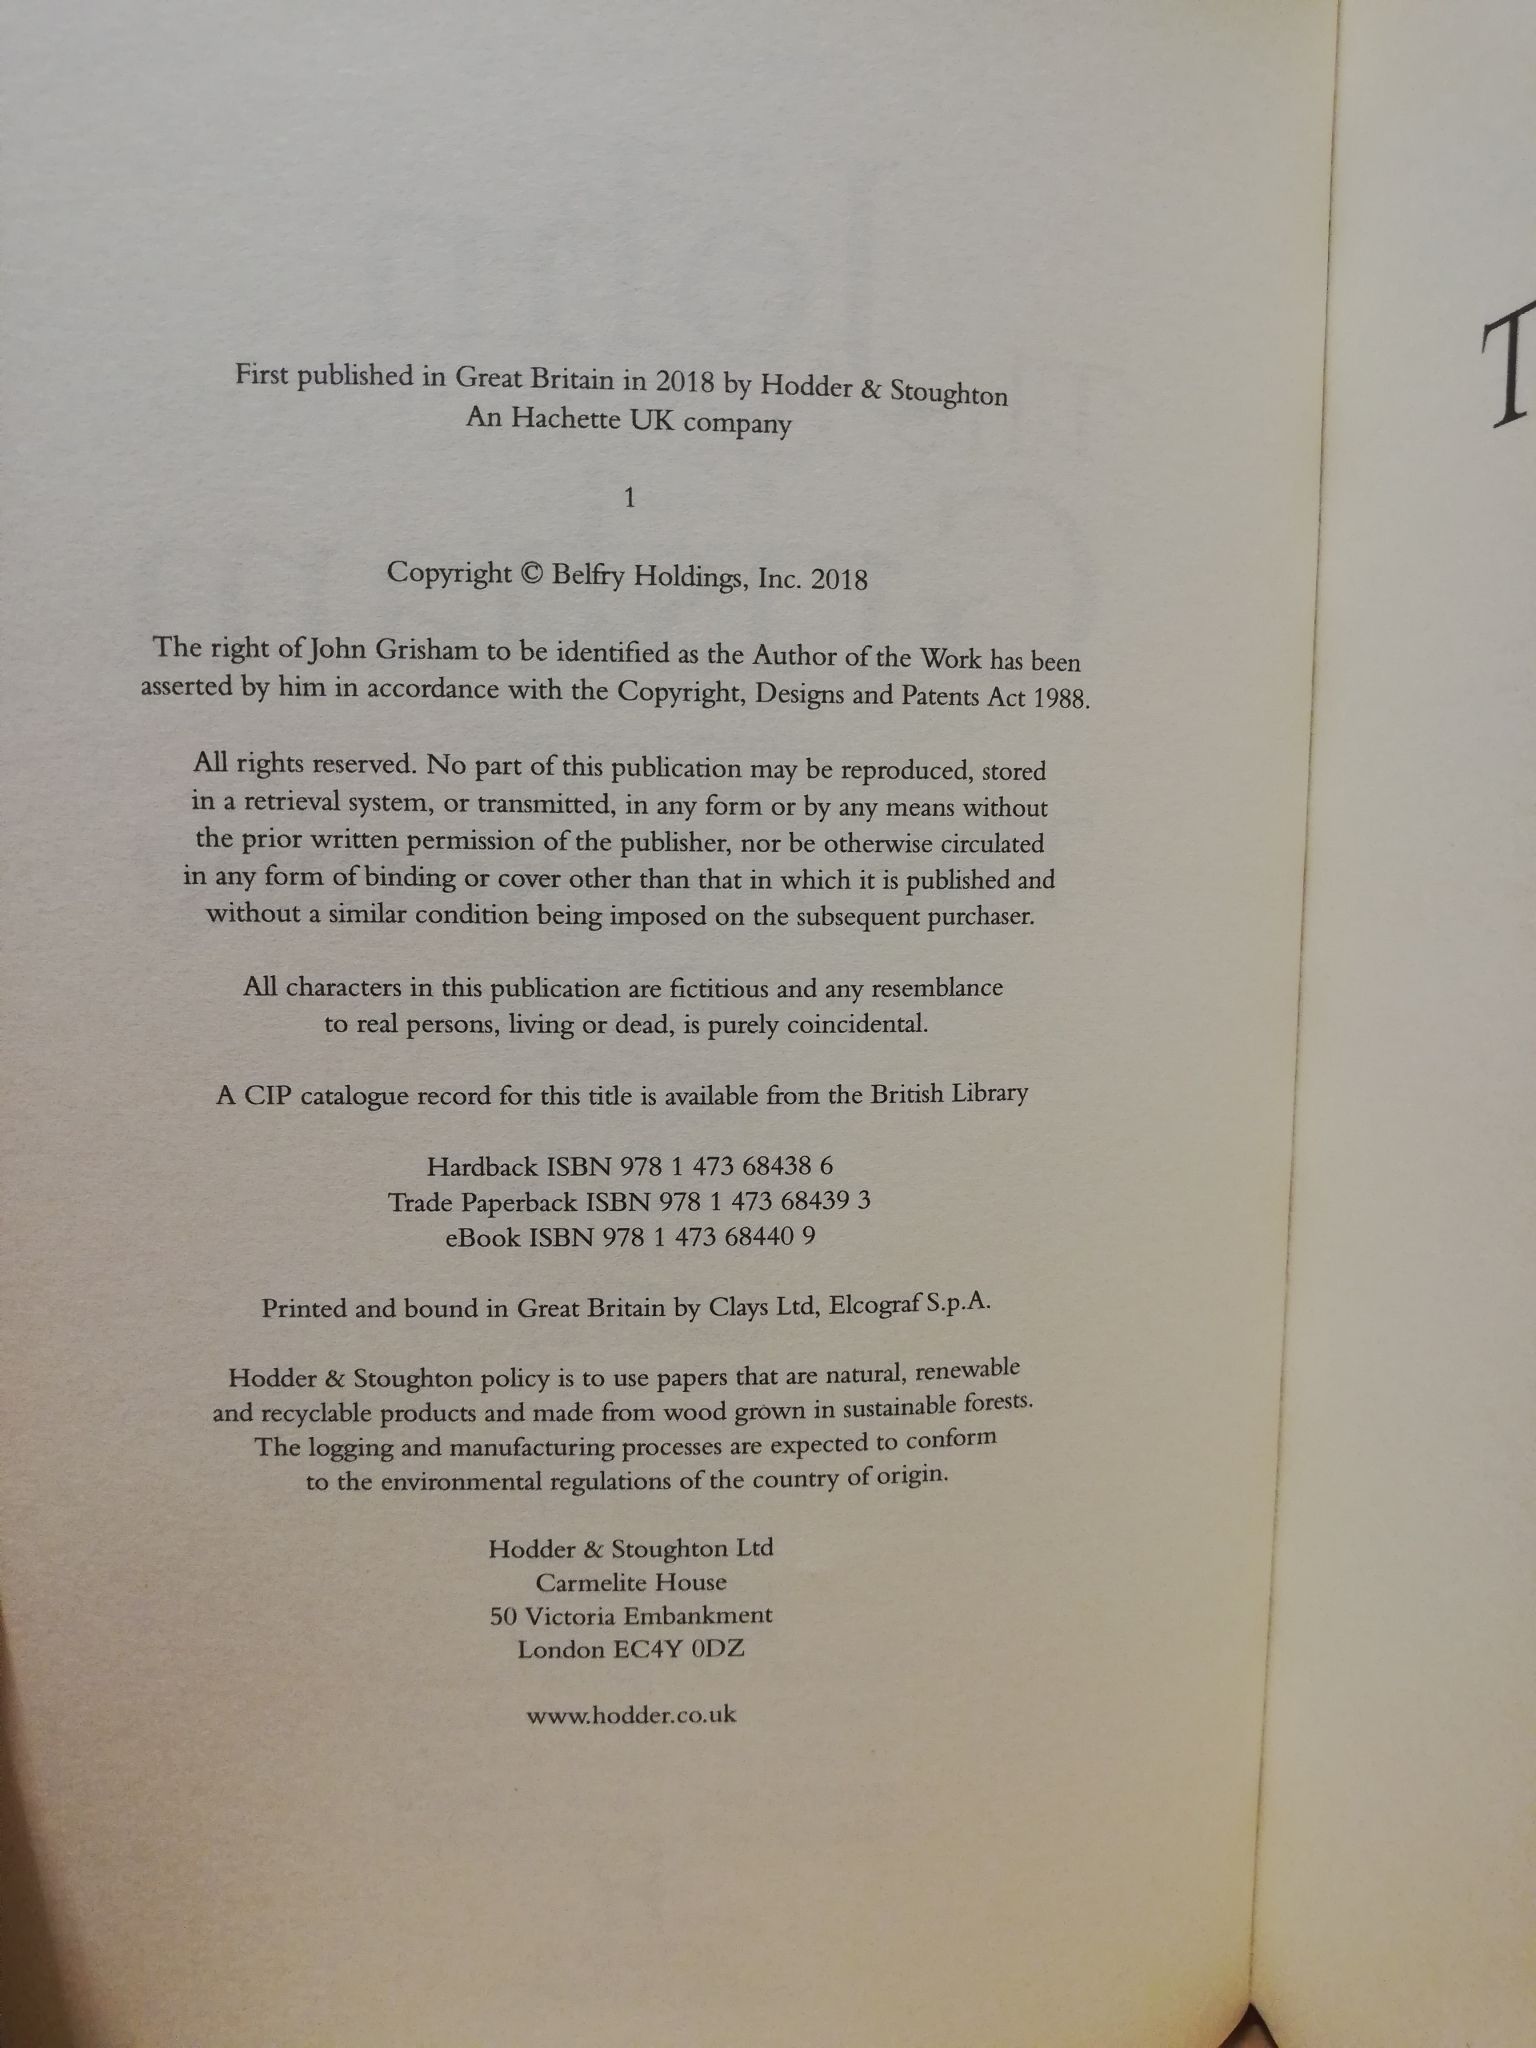 First published in Great Britain in 2018 by Hodder & Stoughton
An Hachette UK company
1
Copyright © Belfry Holdings, Inc. 2018
The right of John Grisham to be identified as the Author of the Work has been
asserted by him in accordance with the Copyright, Designs and Patents Act 1988.
All rights reserved. No part of this publication may be reproduced, stored
in a retrieval system, or transmitted, in any form or by any means without
the prior written permission of the publisher, nor be otherwise circulated
in any form of binding or cover other than that in which it is published and
without a similar condition being imposed on the subsequent purchaser.
All characters in this publication are fictitious and any resemblance
to real persons, living or dead, is purely coincidental.
A CIP catalogue record for this title is available from the British Library
Hardback ISBN 978 1 473 68438 6
Trade Paperback ISBN 978 1 473 68439 3
eBook ISBN 978 1 473 68440 9
Printed and bound in Great Britain by Clays Ltd, Elcograf S.p.A.
Hodder & Stoughton policy is to use papers that are natural, renewable
and recyclable products and made from wood grown in sustainable forests.
The logging and manufacturing processes are expected to conform
to the environmental regulations of the country of origin.
Hodder & Stoughton Ltd
Carmelite House
50 Victoria Embankment
London EC4Y 0DZ
www.hodder.co.uk
T